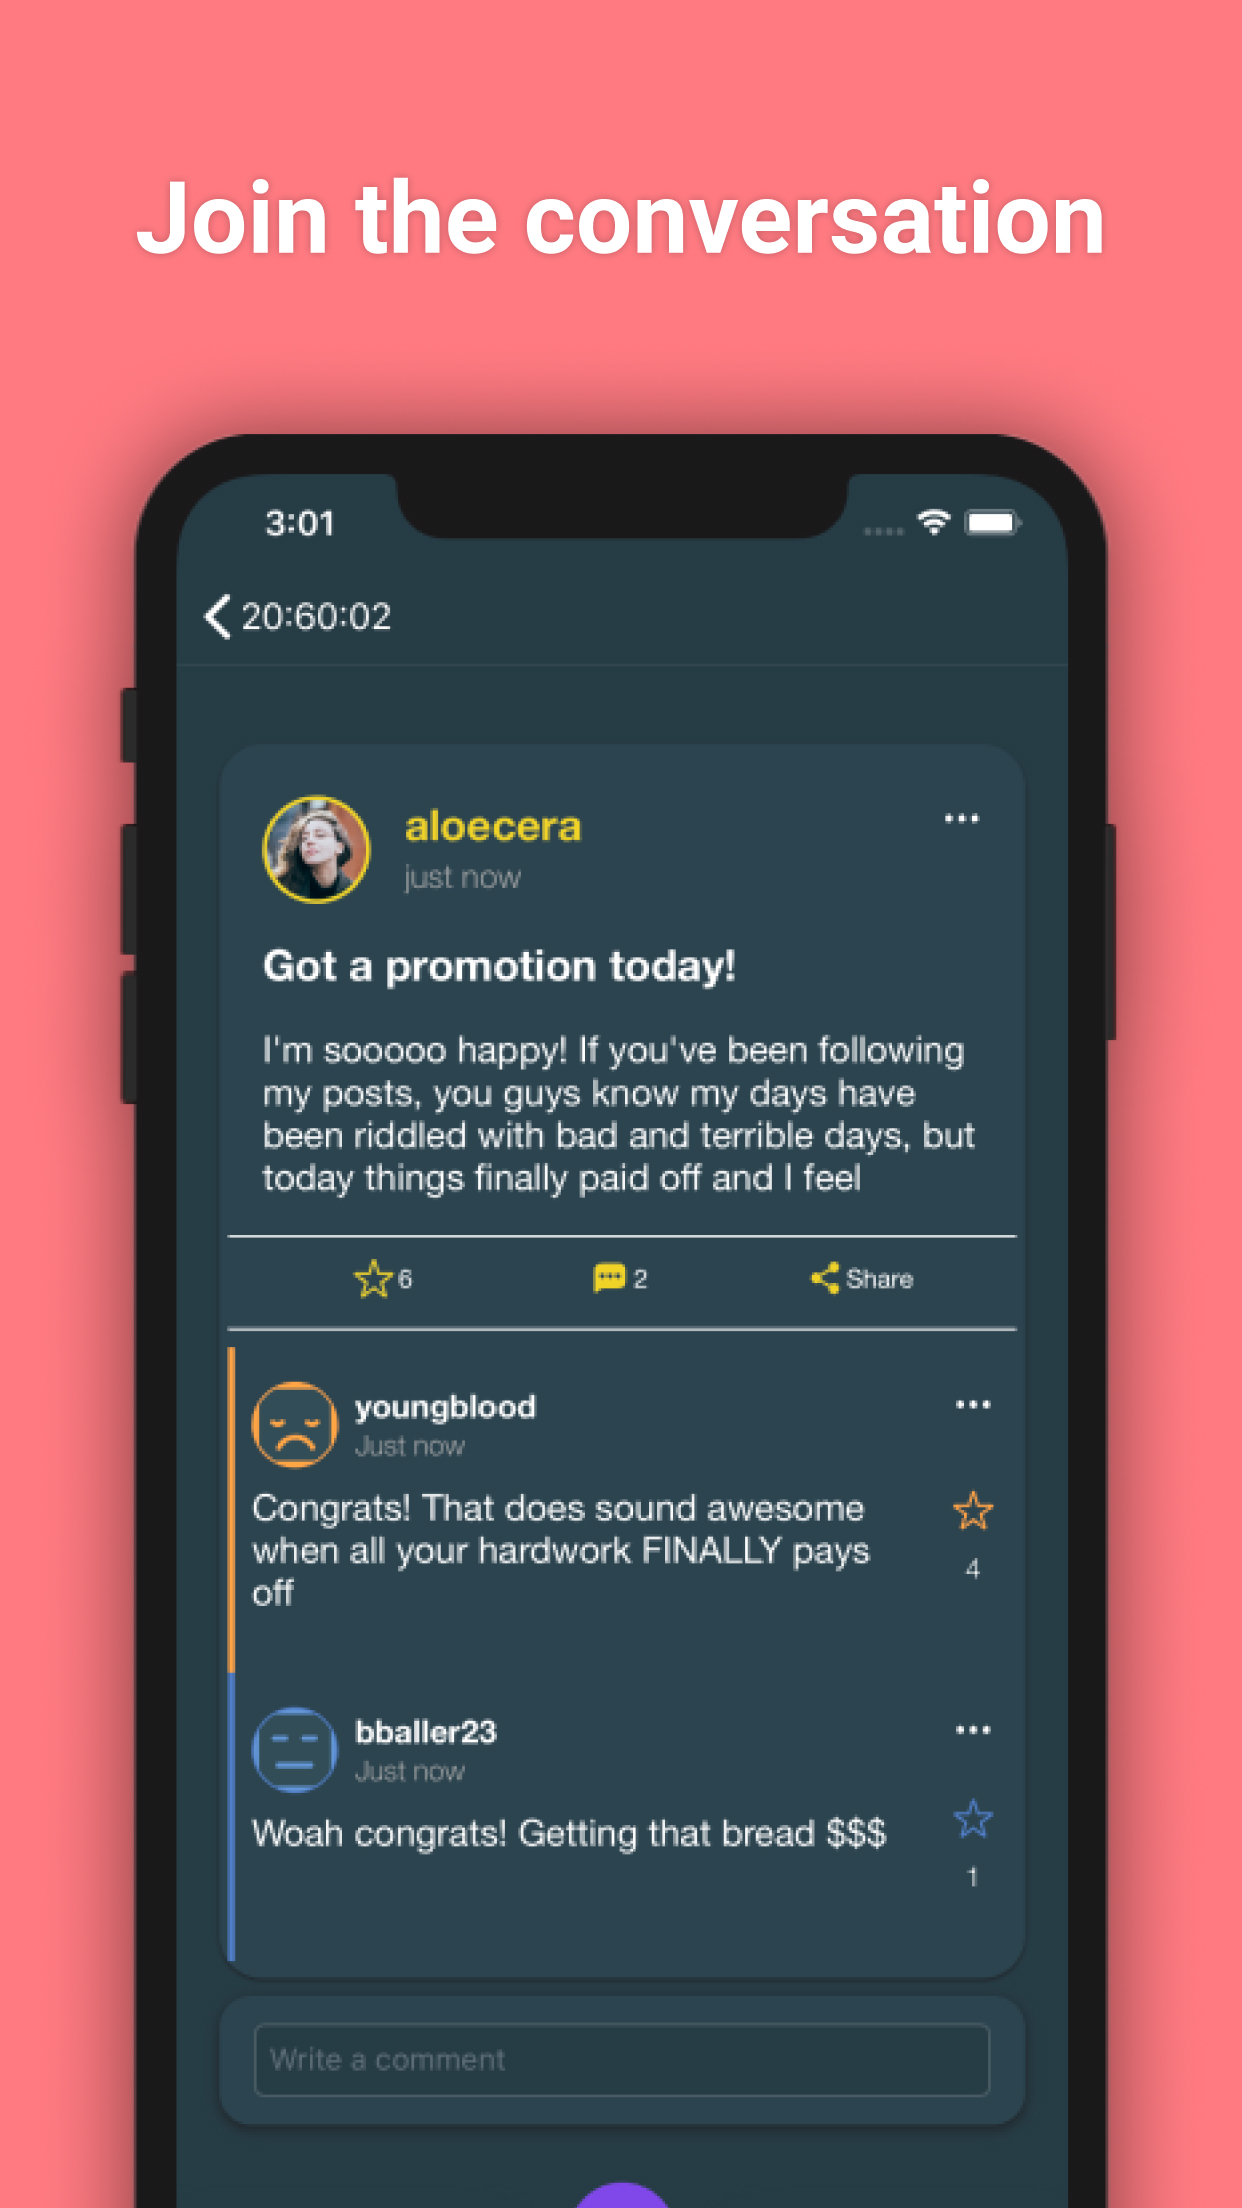 Join the conversation
3:01
20:60:02
aloecera
just now
Got a promotion today!
I'm sooooo happy! If you've been following
my posts, you guys know my days have
been riddled with bad and terrible days, but
today things finally paid off and I feel
6
2
Share
youngblood
Just now
Congrats! That does sound awesome
when all your hardwork FINALLY pays
off
4
bballer23
Just now
Woah congrats! Getting that bread $$$
1
Write a comment